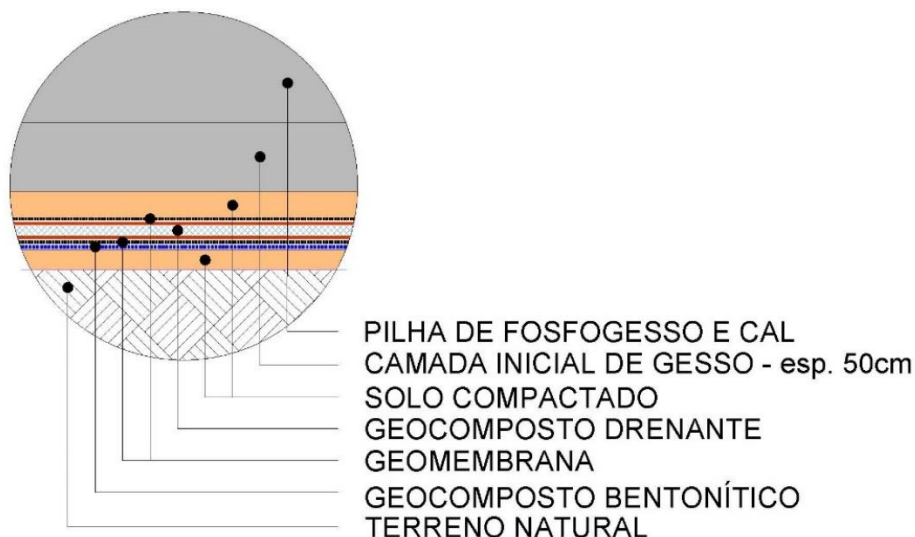 PILHA DE FOSFOGESSO E CAL
CAMADA INICIAL DE GESSO - esp. 50cm
SOLO COMPACTADO
GEOCOMPOSTO DRENANTE
GEOMEMBRANA
GEOCOMPOSTO BENTONÍTICO
TERRENO NATURAL